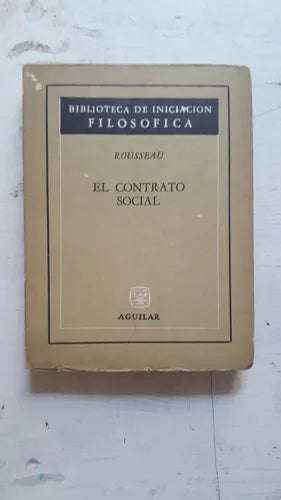 BIBLIOTECA DE INICIACION
FILOSOFICA
ROUSSEAU
EL CONTRATO
SOCIAL
AGUILAR